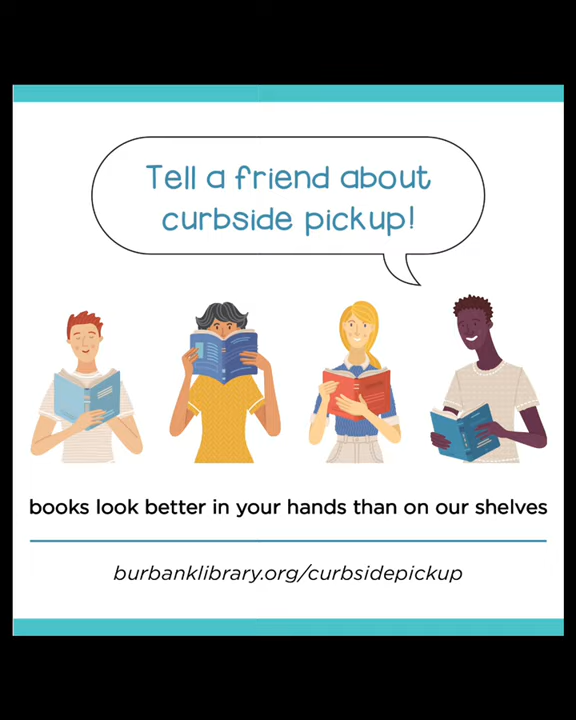 Tell a friend about
curbside pickup!
books look better in your hands than on our shelves
burbanklibrary.org/curbsidepickup